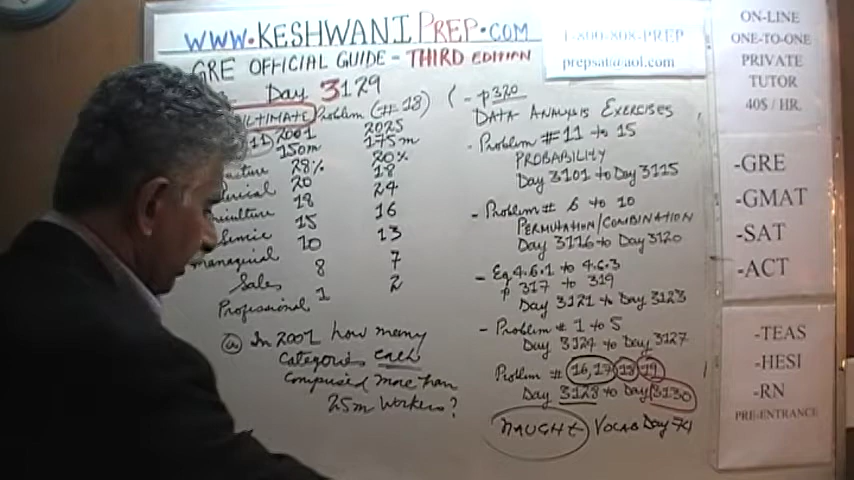 WWW.KESHWANIPREP.COM
GRE OFFICIAL GUIDE - THIRD EDITION
Day 3129
Problem (#18)
2001 2025
150m 175m
28% 20%
20 18
18 24
15 16
10 13
Managerial 8 7
Sales
Professional 1 2
(a) In 2001 how many
Categories each
Comprised more than
25m workers?
1-800-808-PREP
prepsat@aol.com
- p320
DATA ANALYSIS EXERCISES
- Problem #11 to 15
PROBABILITY
Day 3101 to Day 3115
- Problem # 6 to 10
PERMUTATION/COMBINATION
Day 3116 to Day 3120
- Eg. 4.6.1 to 4.6.3
p 317 to 319
Day 3121 to Day 3123
- Problem # 1 to 5
Day 3124 to Day 3127
Problem # 16, 17 18 19
Day 3128 to Day 3130
NAUGHT VOCAB Day 74
ON-LINE
ONE-TO-ONE
PRIVATE
TUTOR
40$ / HR.
-GRE
-GMAT
-SAT
-ACT
-TEAS
-HESI
-RN
PRE-ENTRANCE